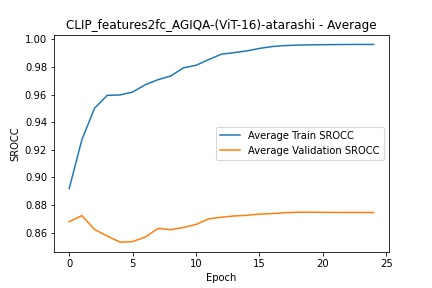 CLIP_features2fc_AGIQA-(ViT-16)-atarashi - Average
1.00
0.98
0.96
0.94
0.92
0.90
0.88
0.86
SROCC
Average Train SROCC
Average Validation SROCC
0 5 10 15 20 25
Epoch